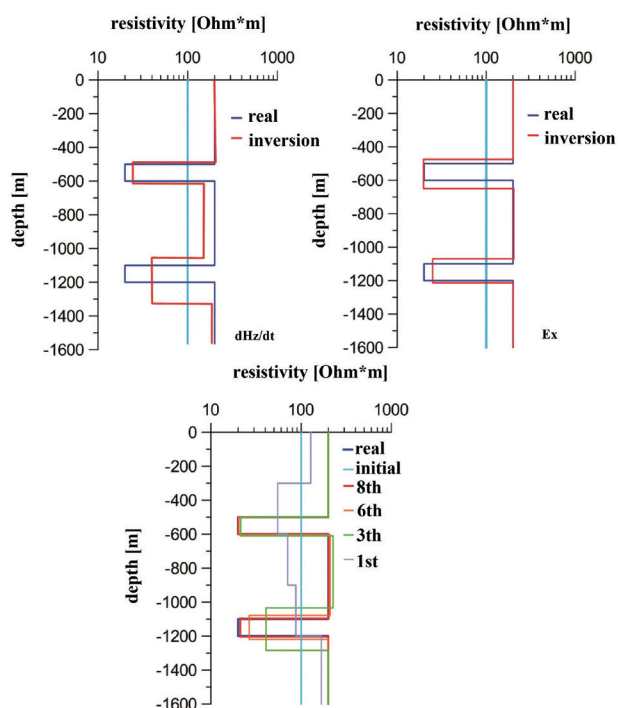 resistivity [Ohm*m]
10 100 1000
0
-200
-400
-600
-800
-1000
-1200
-1400
-1600
depth [m]
real
inversion
dHz/dt
resistivity [Ohm*m]
10 100 1000
0
-200
-400
-600
-800
-1000
-1200
-1400
-1600
depth [m]
real
inversion
Ex
resistivity [Ohm*m]
10 100 1000
0
-200
-400
-600
-800
-1000
-1200
-1400
-1600
depth [m]
real
initial
8th
6th
3th
1st